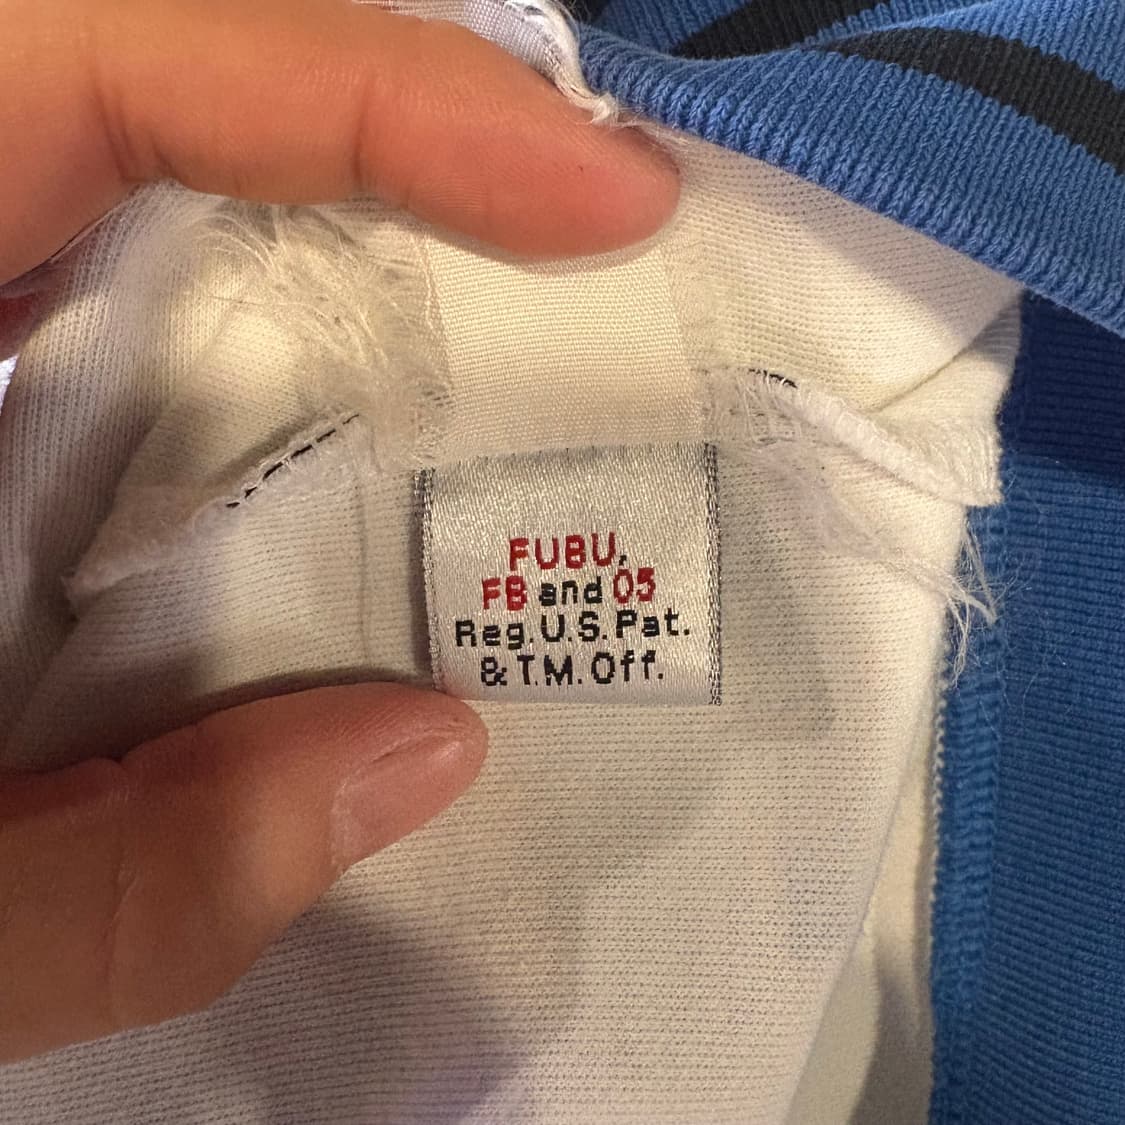 FUBU,
FB and 05
Reg.U.S.Pat.
& T.M.Off.